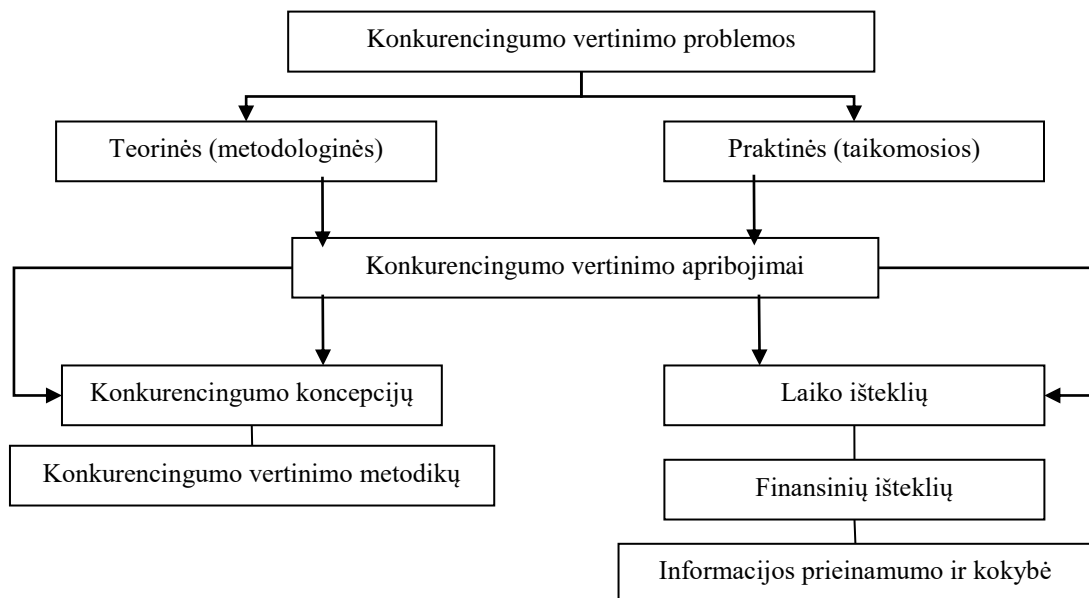 Konkurencingumo vertinimo problemos
Teorinės (metodologinės)
Praktinės (taikomosios)
Konkurencingumo vertinimo apribojimai
Konkurencingumo koncepcijų
Laiko išteklių
Konkurencingumo vertinimo metodikų
Finansinių išteklių
Informacijos prieinamumo ir kokybė